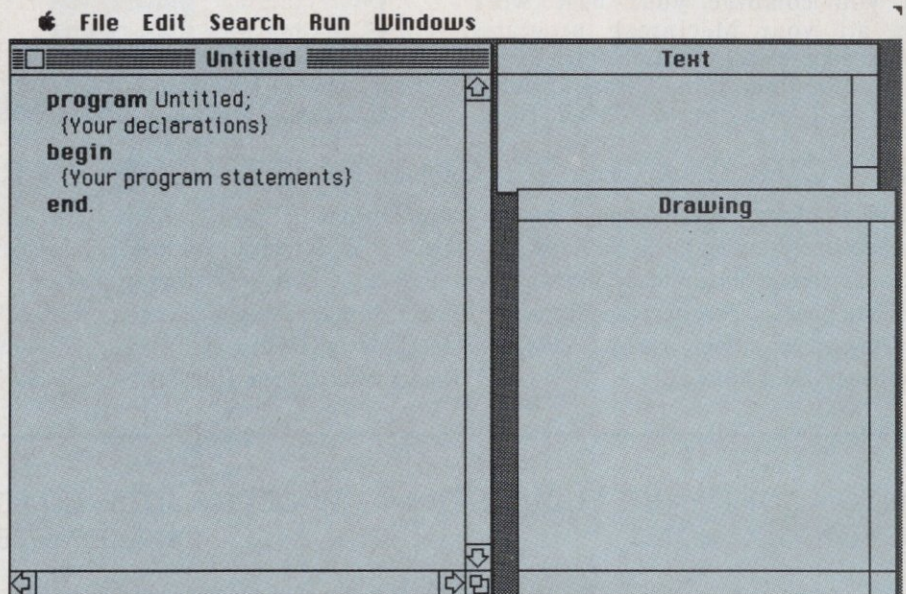 File Edit Search Run Windows
Untitled
program Untitled;
{Your declarations}
begin
{Your program statements}
end.
Text
Drawing